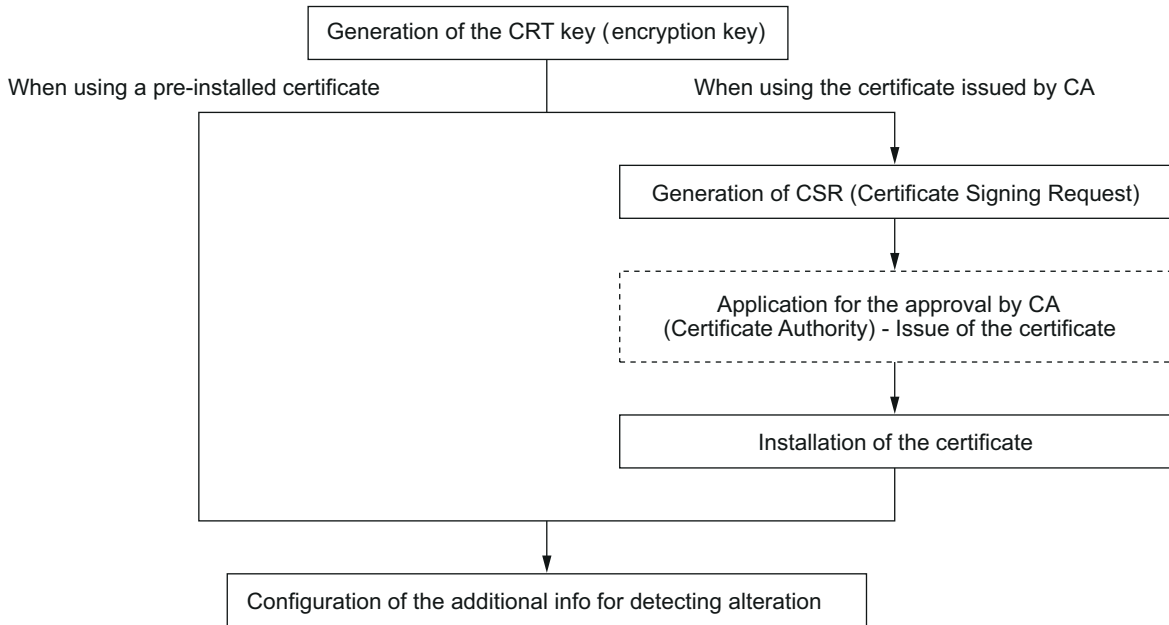 Generation of the CRT key (encryption key)
When using a pre-installed certificate
When using the certificate issued by CA
Generation of CSR (Certificate Signing Request)
Application for the approval by CA
(Certificate Authority) - Issue of the certificate
Installation of the certificate
Configuration of the additional info for detecting alteration